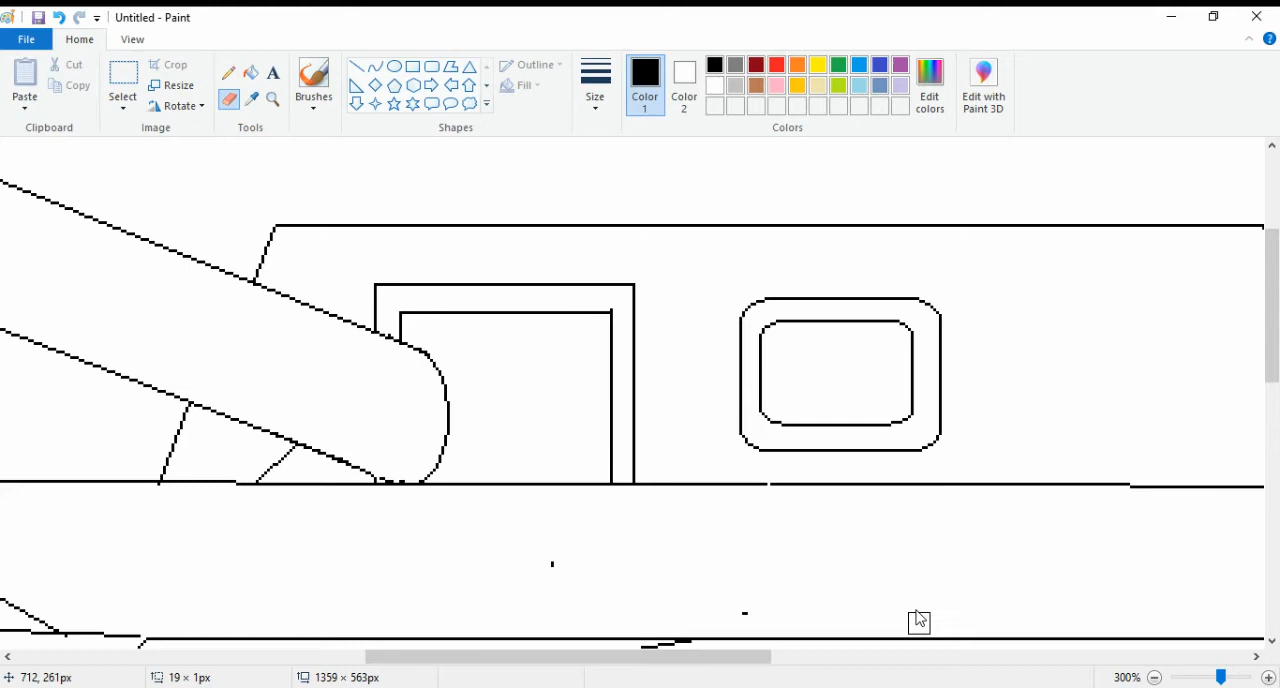 Untitled - Paint
File Home View
Paste
Cut
Copy
Clipboard
Select
Crop
Resize
Rotate
Image
A
Tools
Brushes
Outline
Fill
Shapes
Size
Color 1
Color 2
Edit colors
Colors
Edit with Paint 3D
712, 261px
19 × 1px
1359 × 563px
300%